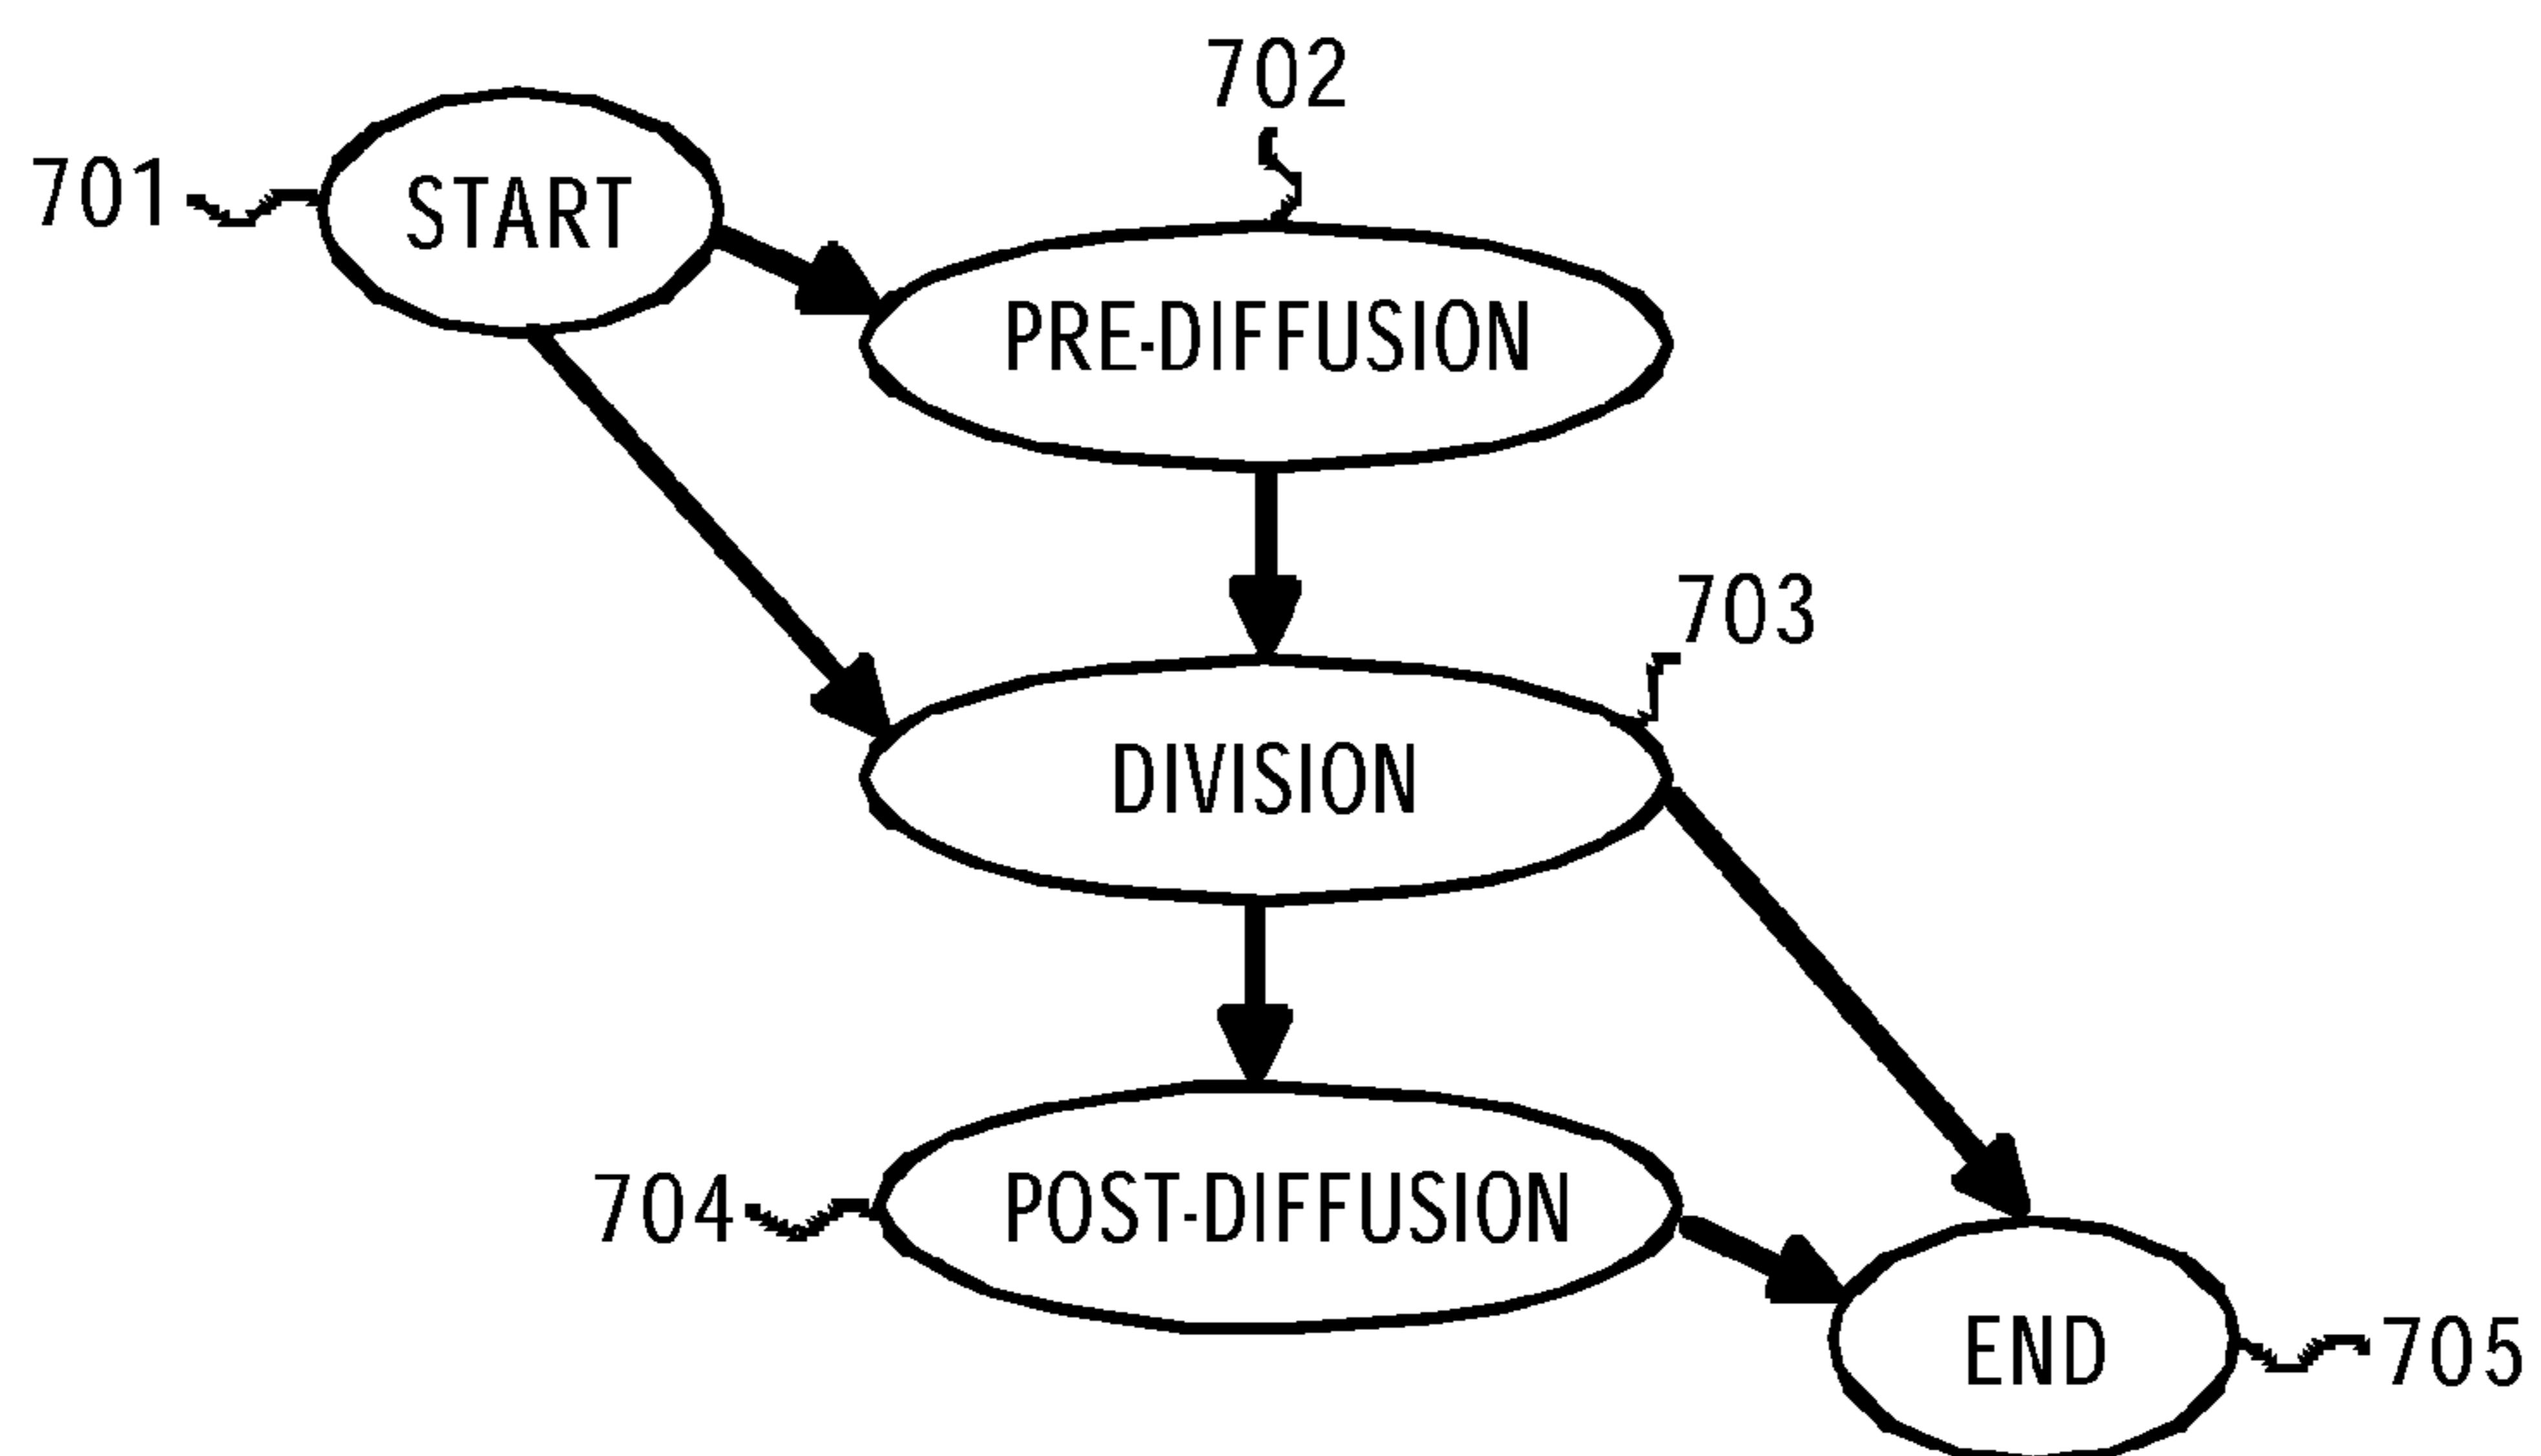 702
701
START
PRE-DIFFUSION
703
DIVISION
704
POST-DIFFUSION
END
705